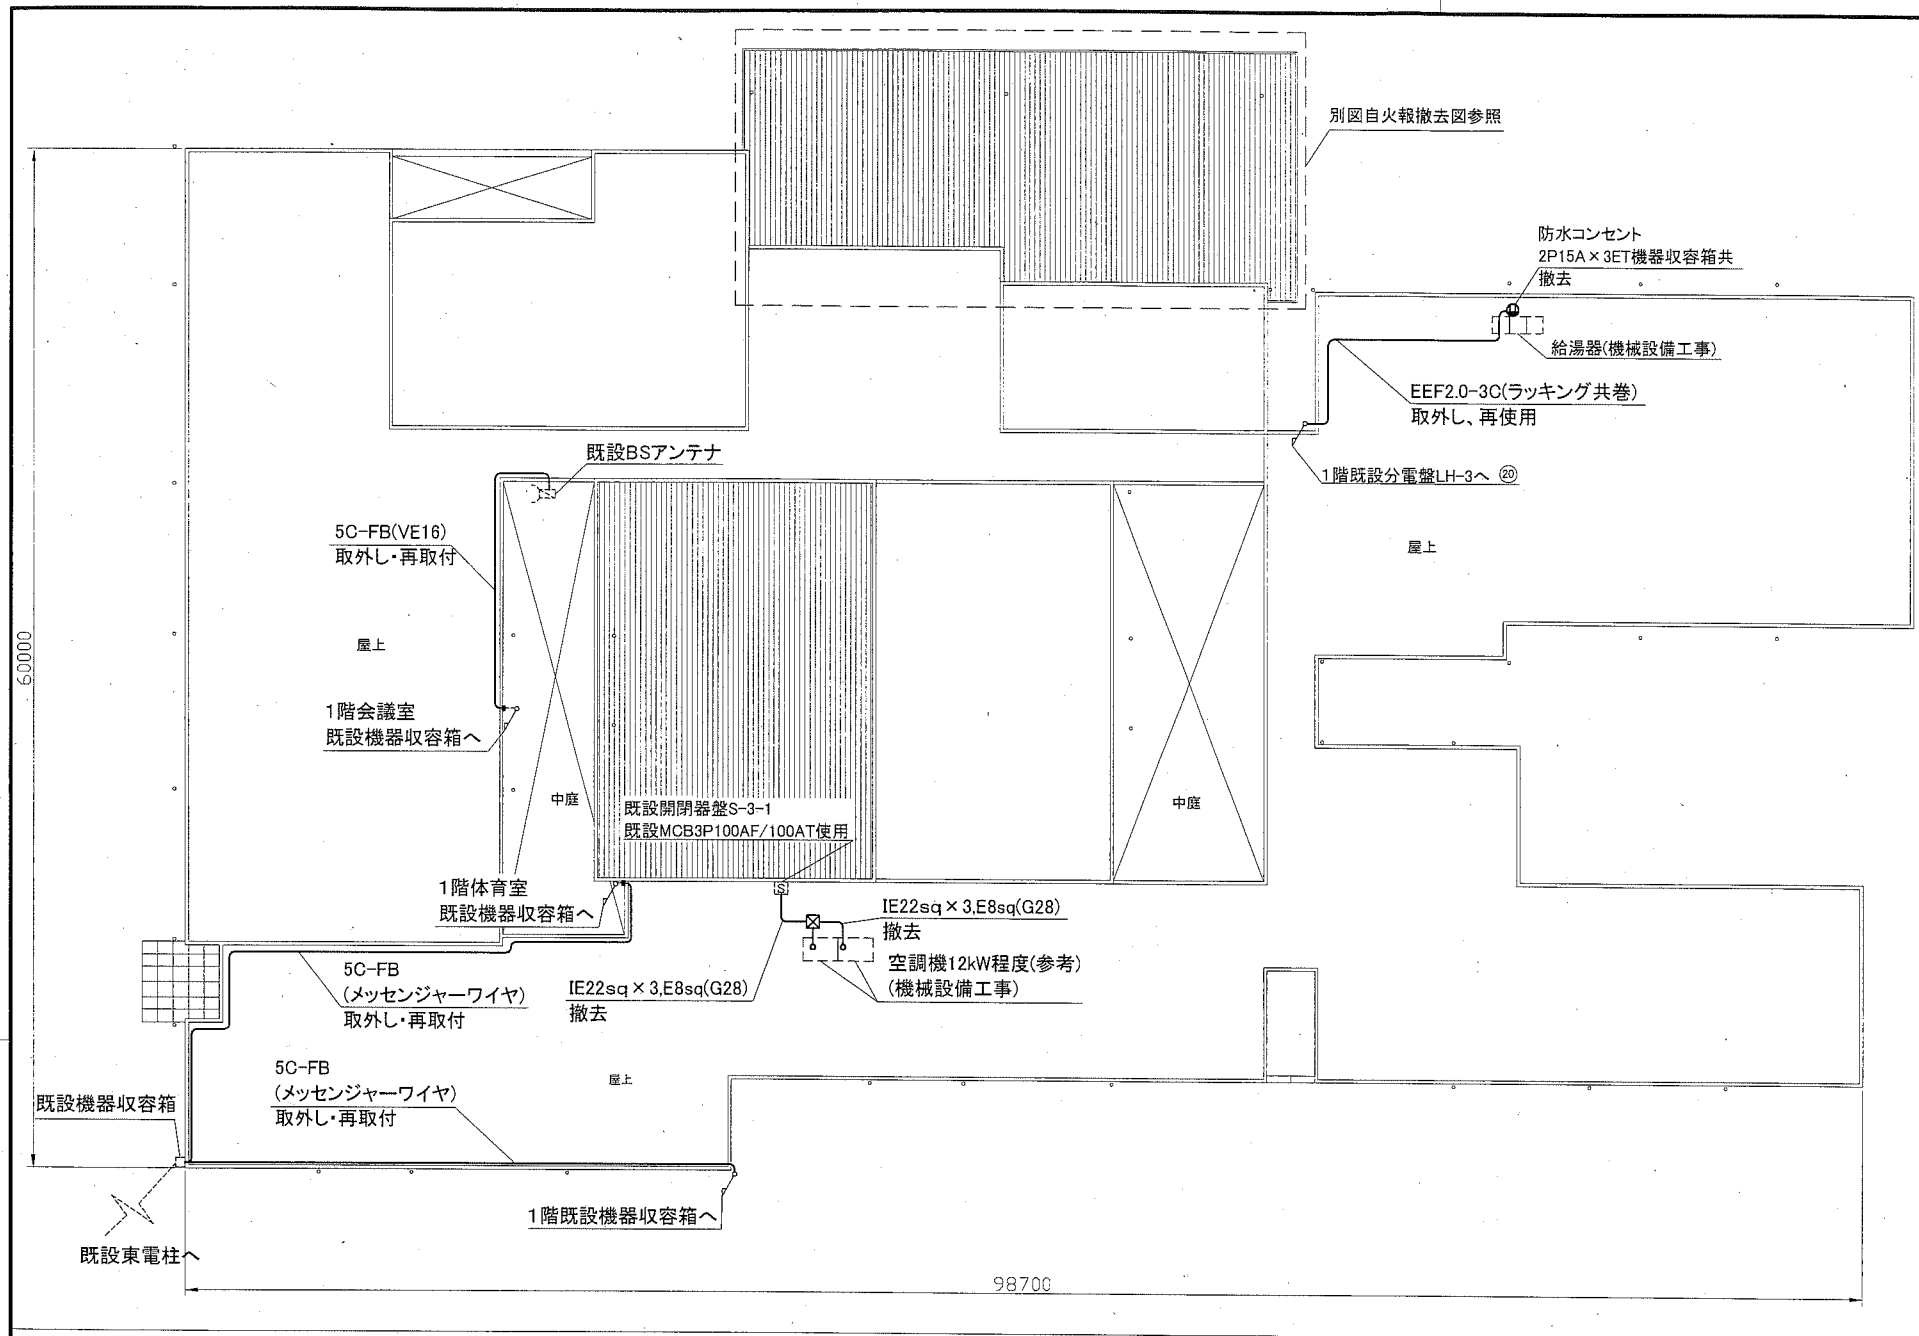 別図自火報撤去図参照
防水コンセント
2P15A×3ET機器収容箱共
撤去
給湯器(機械設備工事)
EEF2.0-3C(ラッキング共巻)
取外し、再使用
1階既設分電盤LH-3へ ⑳
既設BSアンテナ
5C-FB(VE16)
取外し・再取付
屋上
屋上
60000
1階会議室
既設機器収容箱へ
中庭
中庭
既設開閉器盤S-3-1
既設MCB3P100AF/100AT使用
1階体育室
既設機器収容箱へ
S
IE22sq×3,E8sq(G28)
撤去
空調機12kW程度(参考)
(機械設備工事)
IE22sq×3,E8sq(G28)
撤去
5C-FB
(メッセンジャーワイヤ)
取外し・再取付
5C-FB
(メッセンジャーワイヤ)
取外し・再取付
屋上
既設機器収容箱
1階既設機器収容箱へ
既設東電柱へ
98700